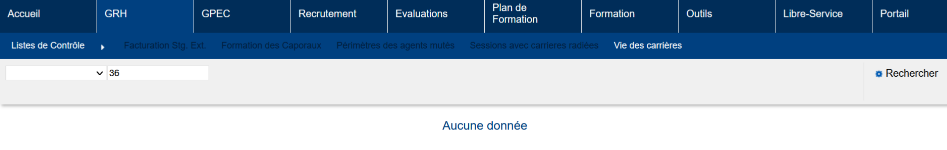 Accueil GRH GPEC Recrutement Evaluations Plan de Formation Formation Outils Libre-Service Portail
Listes de Contrôle Facturation Sig. Ext. Formation des Caporaux Périmètres des agents mutés Sessions avec carrières radiées Vie des carrières
36 Rechercher
Aucune donnée